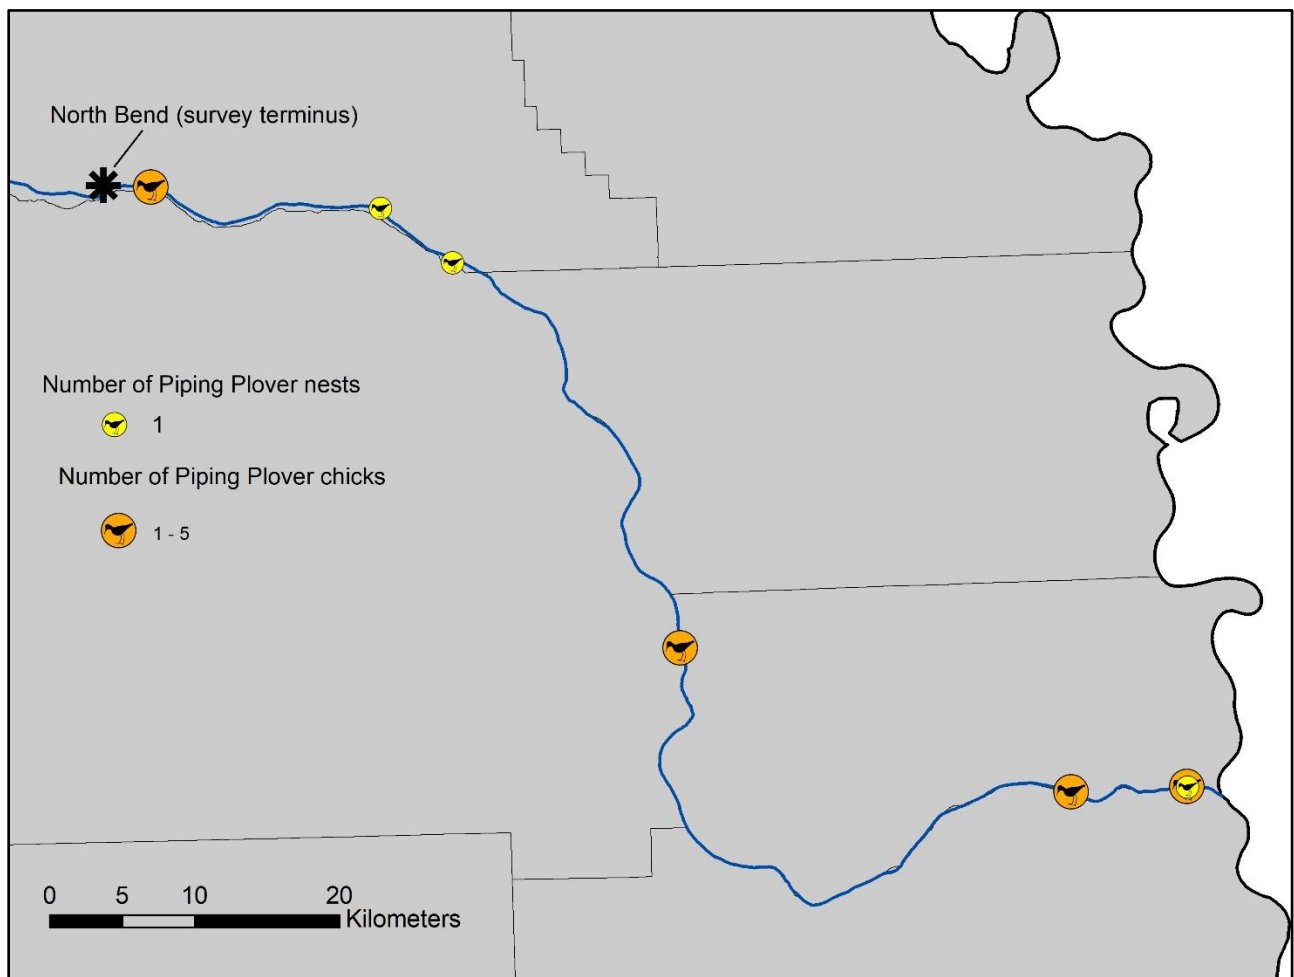 North Bend (survey terminus)
Number of Piping Plover nests
1
Number of Piping Plover chicks
1 - 5
0 5 10 20
Kilometers